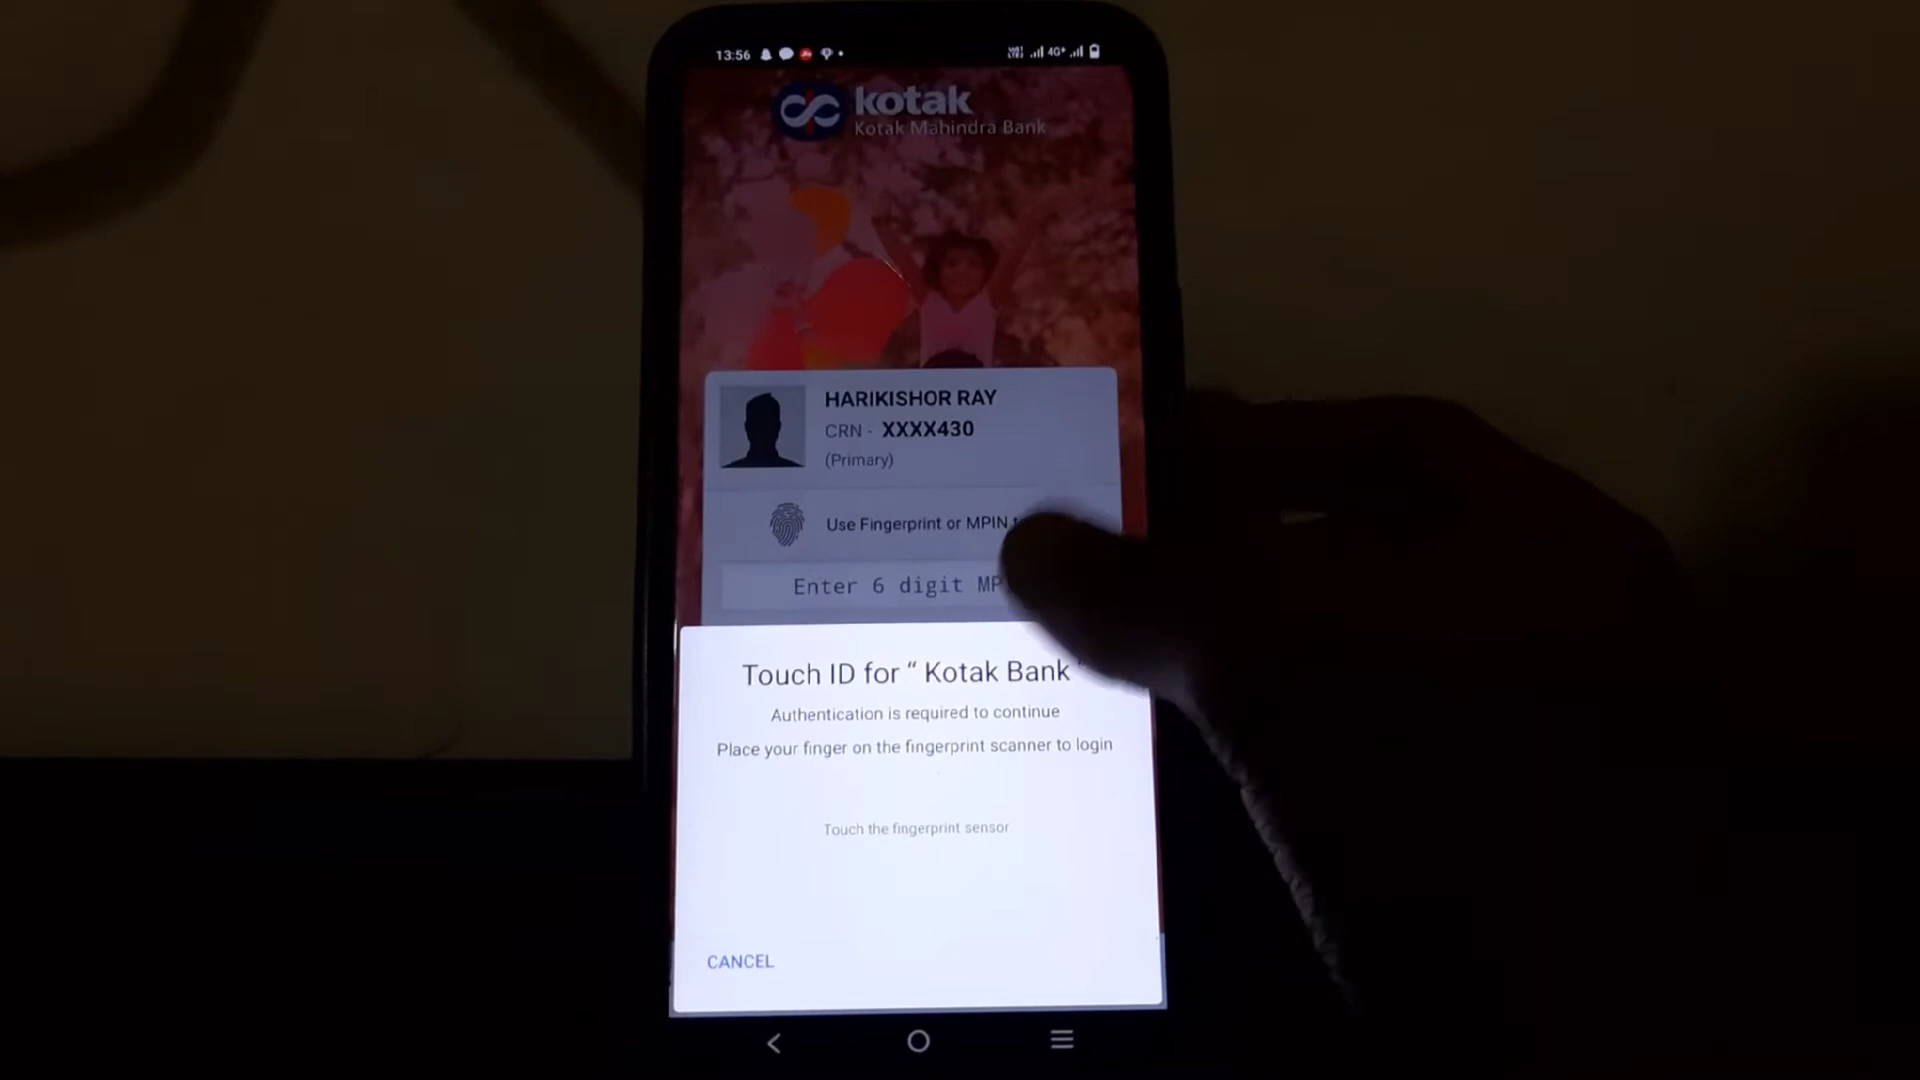 13:56
4G+
kotak
Kotak Mahindra Bank
HARIKISHOR RAY
CRN - XXXX430
(Primary)
Use Fingerprint or MPIN
Enter 6 digit MP
Touch ID for “ Kotak Bank ”
Authentication is required to continue
Place your finger on the fingerprint scanner to login
Touch the fingerprint sensor
CANCEL